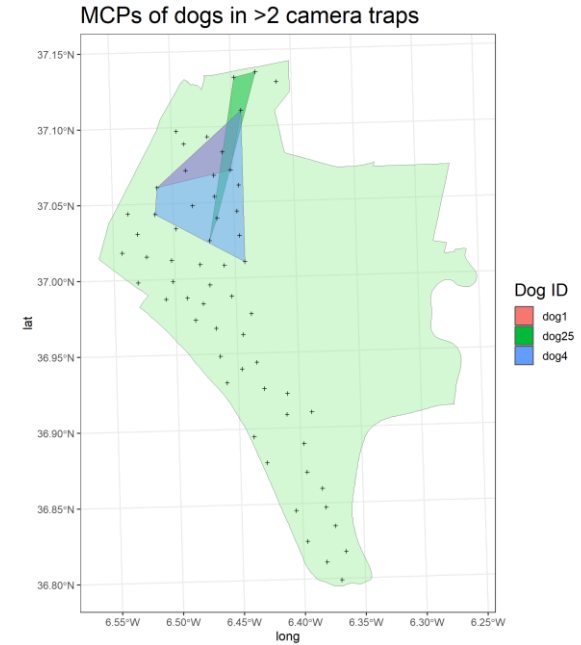 MCPs of dogs in >2 camera traps
37.15°N
37.10°N
37.05°N
37.00°N
36.95°N
36.90°N
36.85°N
36.80°N
lat
6.55°W 6.50°W 6.45°W 6.40°W 6.35°W 6.30°W 6.25°W
long
Dog ID
dog1
dog25
dog4